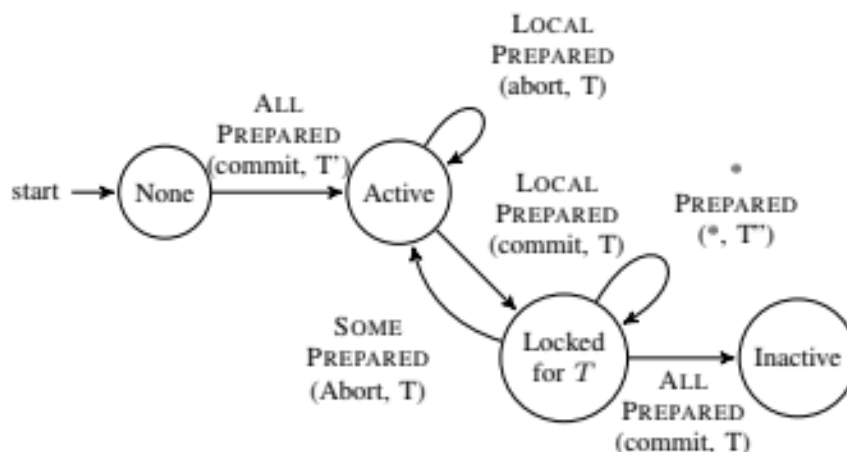 LOCAL
PREPARED
(abort, T)
ALL
PREPARED
(commit, T')
start
None
Active
LOCAL
PREPARED
(commit, T)
*
PREPARED
(*, T”)
SOME
PREPARED
(Abort, T)
Locked
for T
Inactive
ALL
PREPARED
(commit, T)